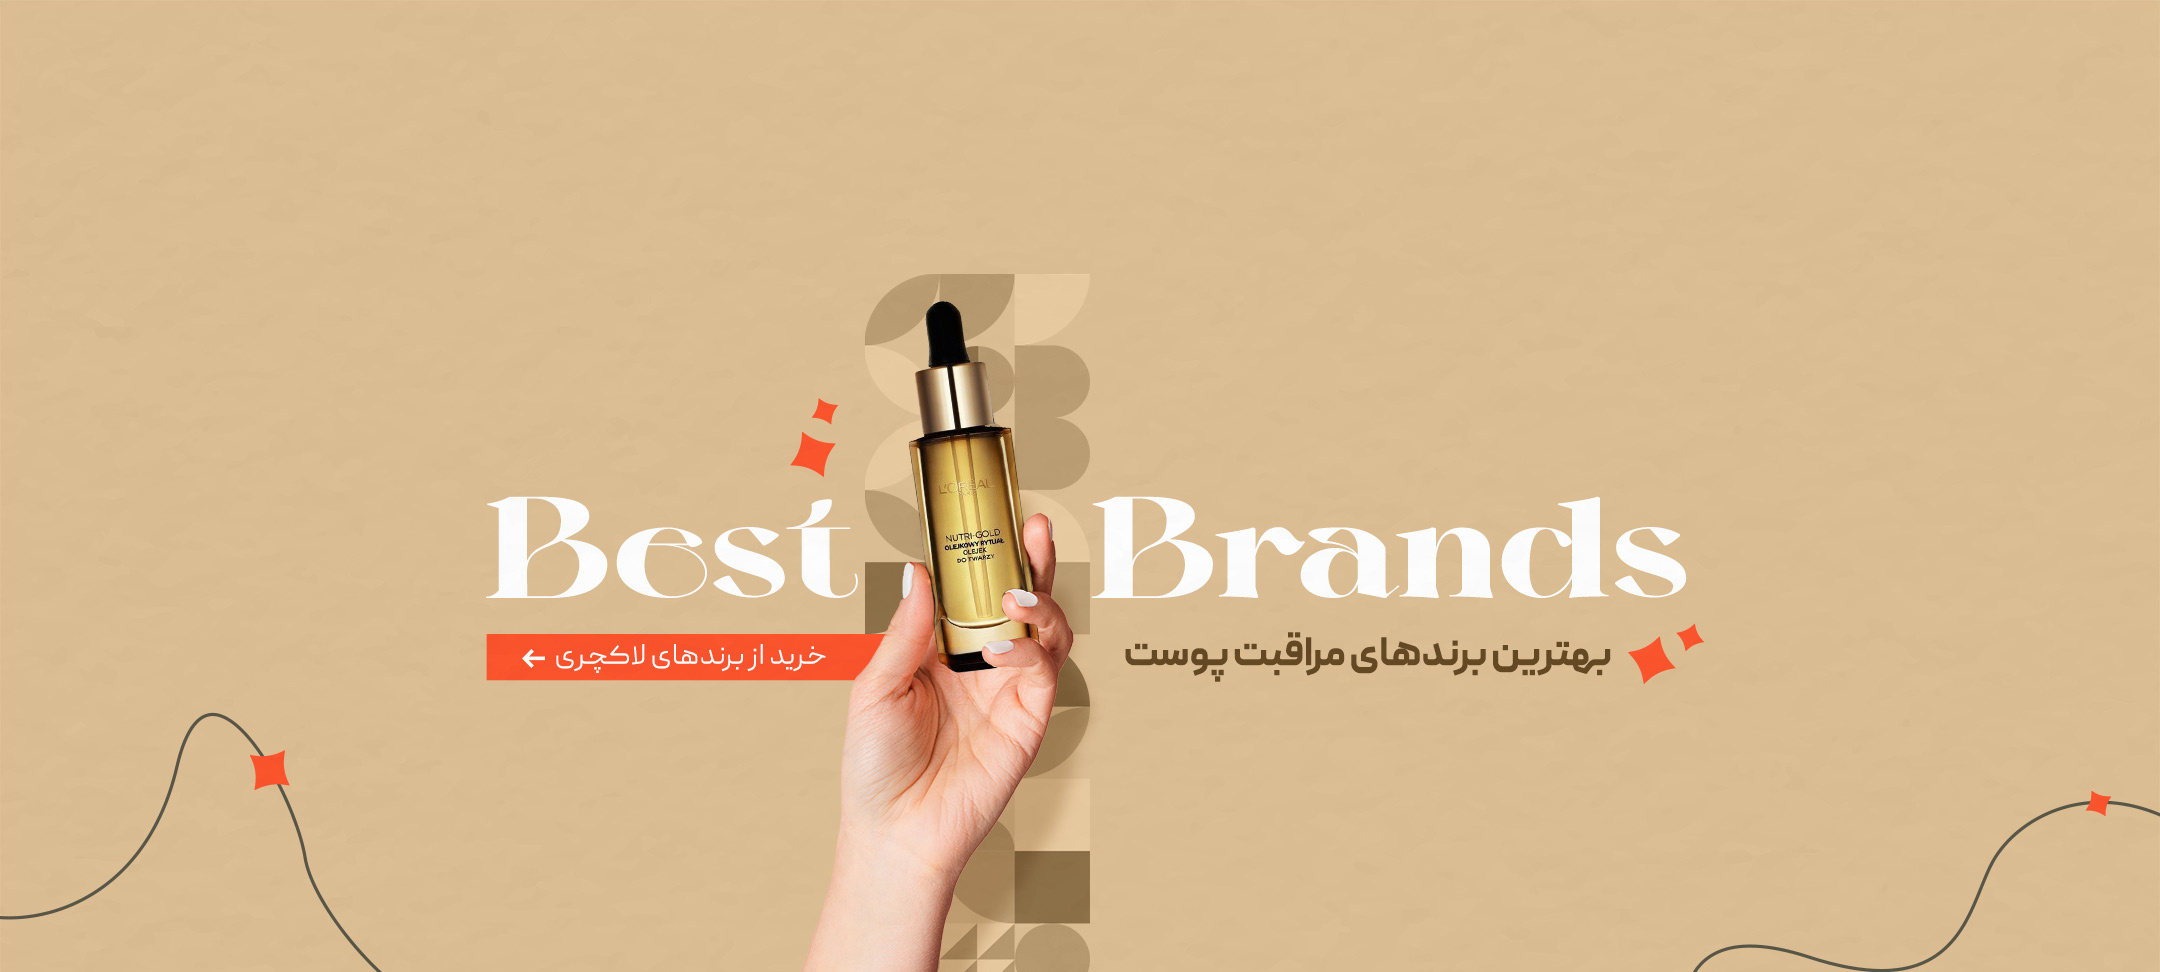 Best Brands
بهترین برندهای مراقبت پوست
خرید از برندهای لاکچری ←
L'ORÉAL
NUTRI-GOLD
OLEJKOWY RYTUAŁ
OLEJEK
DO TWARZY